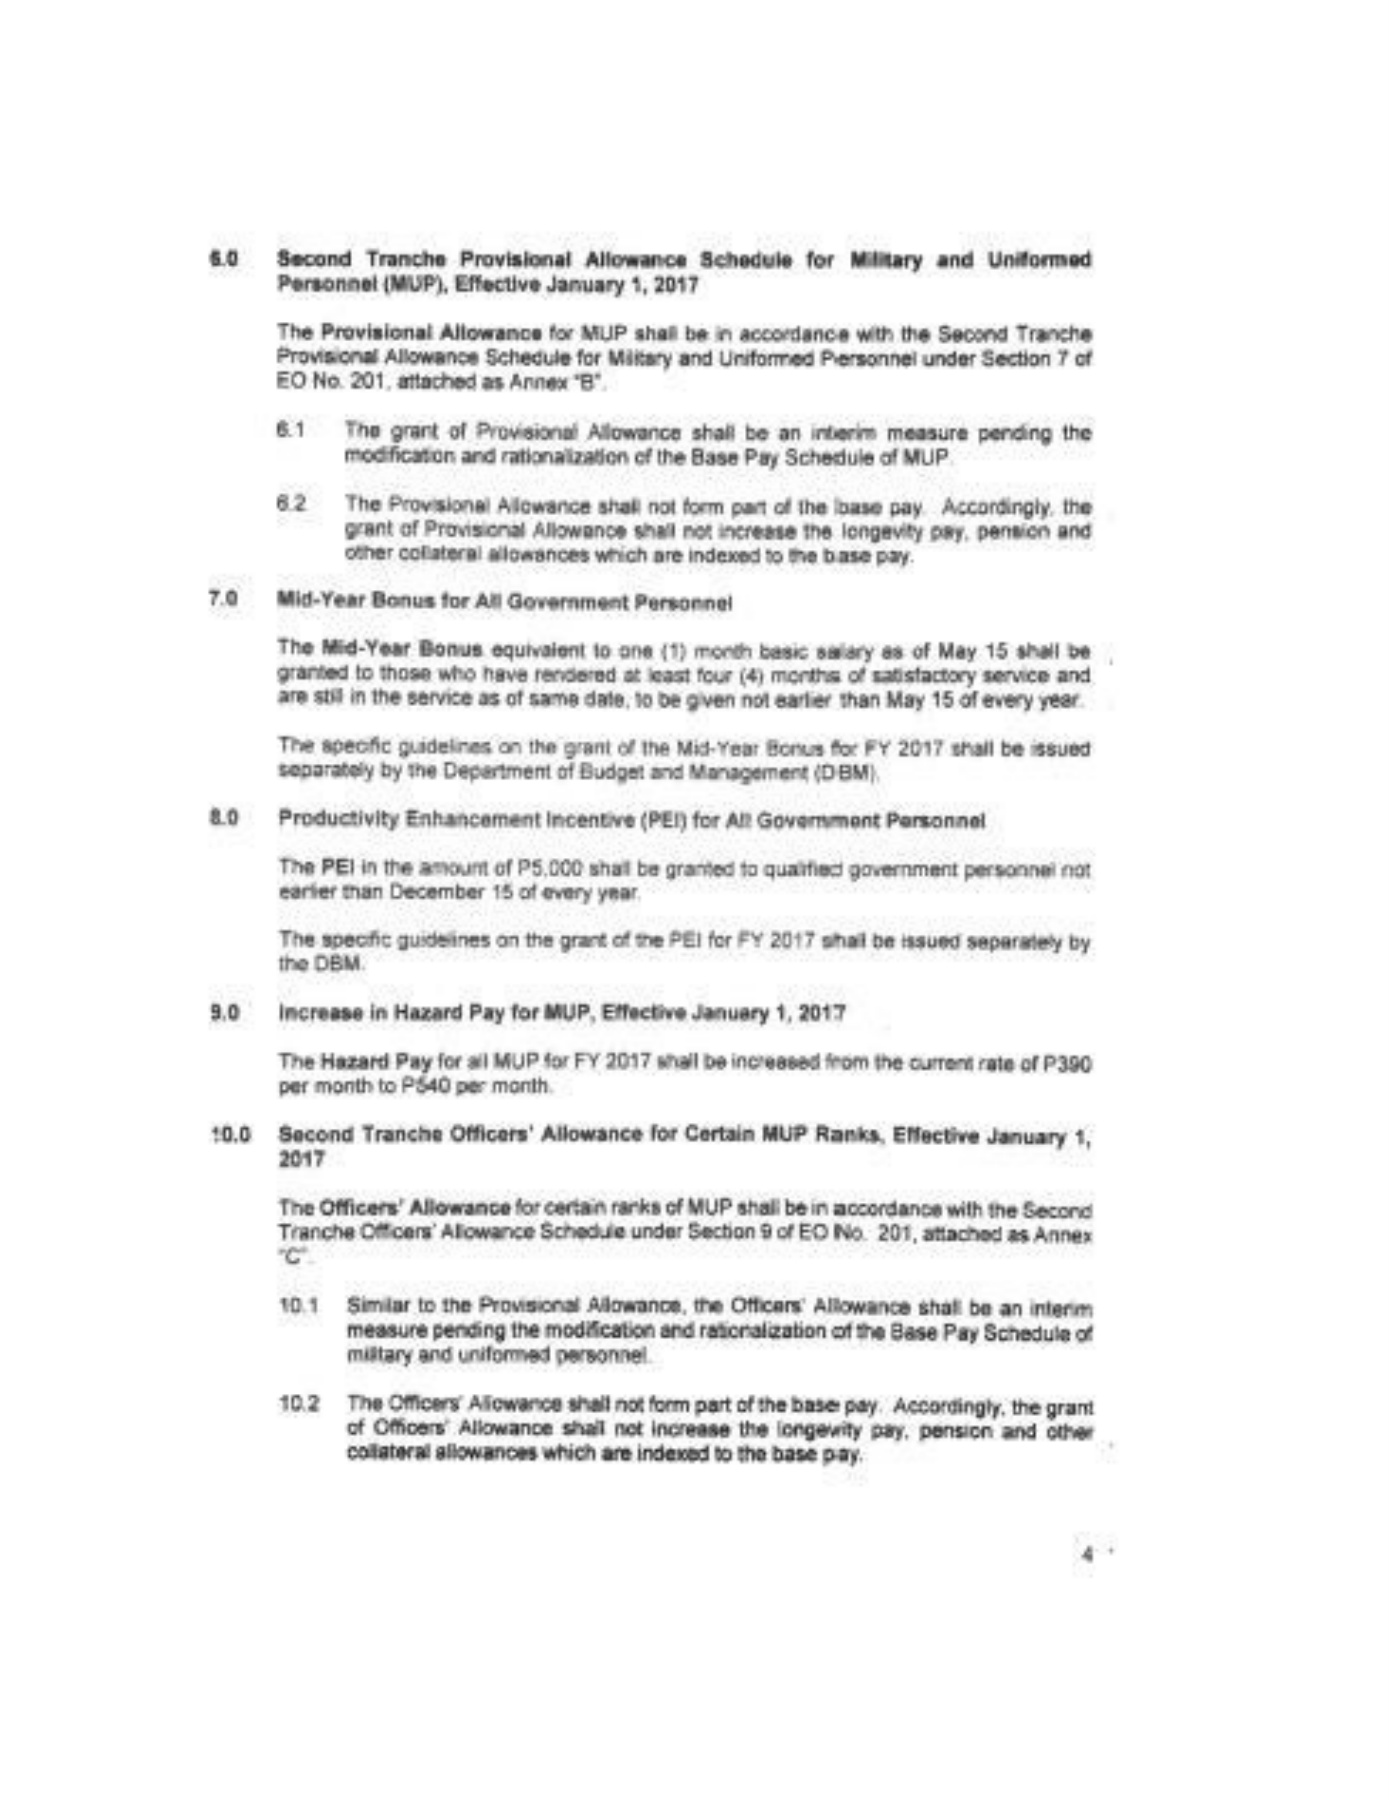 6.0 Second Tranche Provisional Allowance Schedule for Military and Uniformed
Personnel (MUP), Effective January 1, 2017
The Provisional Allowance for MUP shall be in accordance with the Second Tranche
Provisional Allowance Schedule for Military and Uniformed Personnel under Section 7 of
EO No. 201, attached as Annex "B".
6.1 The grant of Provisional Allowance shall be an interim measure pending the
modification and rationalization of the Base Pay Schedule of MUP.
6.2 The Provisional Allowance shall not form part of the base pay. Accordingly, the
grant of Provisional Allowance shall not increase the longevity pay, pension and
other collateral allowances which are indexed to the base pay.
7.0 Mid-Year Bonus for All Government Personnel
The Mid-Year Bonus equivalent to one (1) month basic salary as of May 15 shall be
granted to those who have rendered at least four (4) months of satisfactory service and
are still in the service as of same date, to be given not earlier than May 15 of every year.
The specific guidelines on the grant of the Mid-Year Bonus for FY 2017 shall be issued
separately by the Department of Budget and Management (DBM).
8.0 Productivity Enhancement Incentive (PEI) for All Government Personnel
The PEI in the amount of P5,000 shall be granted to qualified government personnel not
earlier than December 15 of every year.
The specific guidelines on the grant of the PEI for FY 2017 shall be issued separately by
the DBM.
9.0 Increase in Hazard Pay for MUP, Effective January 1, 2017
The Hazard Pay for all MUP for FY 2017 shall be increased from the current rate of P390
per month to P540 per month.
10.0 Second Tranche Officers' Allowance for Certain MUP Ranks, Effective January 1,
2017
The Officers' Allowance for certain ranks of MUP shall be in accordance with the Second
Tranche Officers' Allowance Schedule under Section 9 of EO No. 201, attached as Annex
"C".
10.1 Similar to the Provisional Allowance, the Officers' Allowance shall be an interim
measure pending the modification and rationalization of the Base Pay Schedule of
military and uniformed personnel.
10.2 The Officers' Allowance shall not form part of the base pay. Accordingly, the grant
of Officers' Allowance shall not increase the longevity pay, pension and other
collateral allowances which are indexed to the base pay.
4